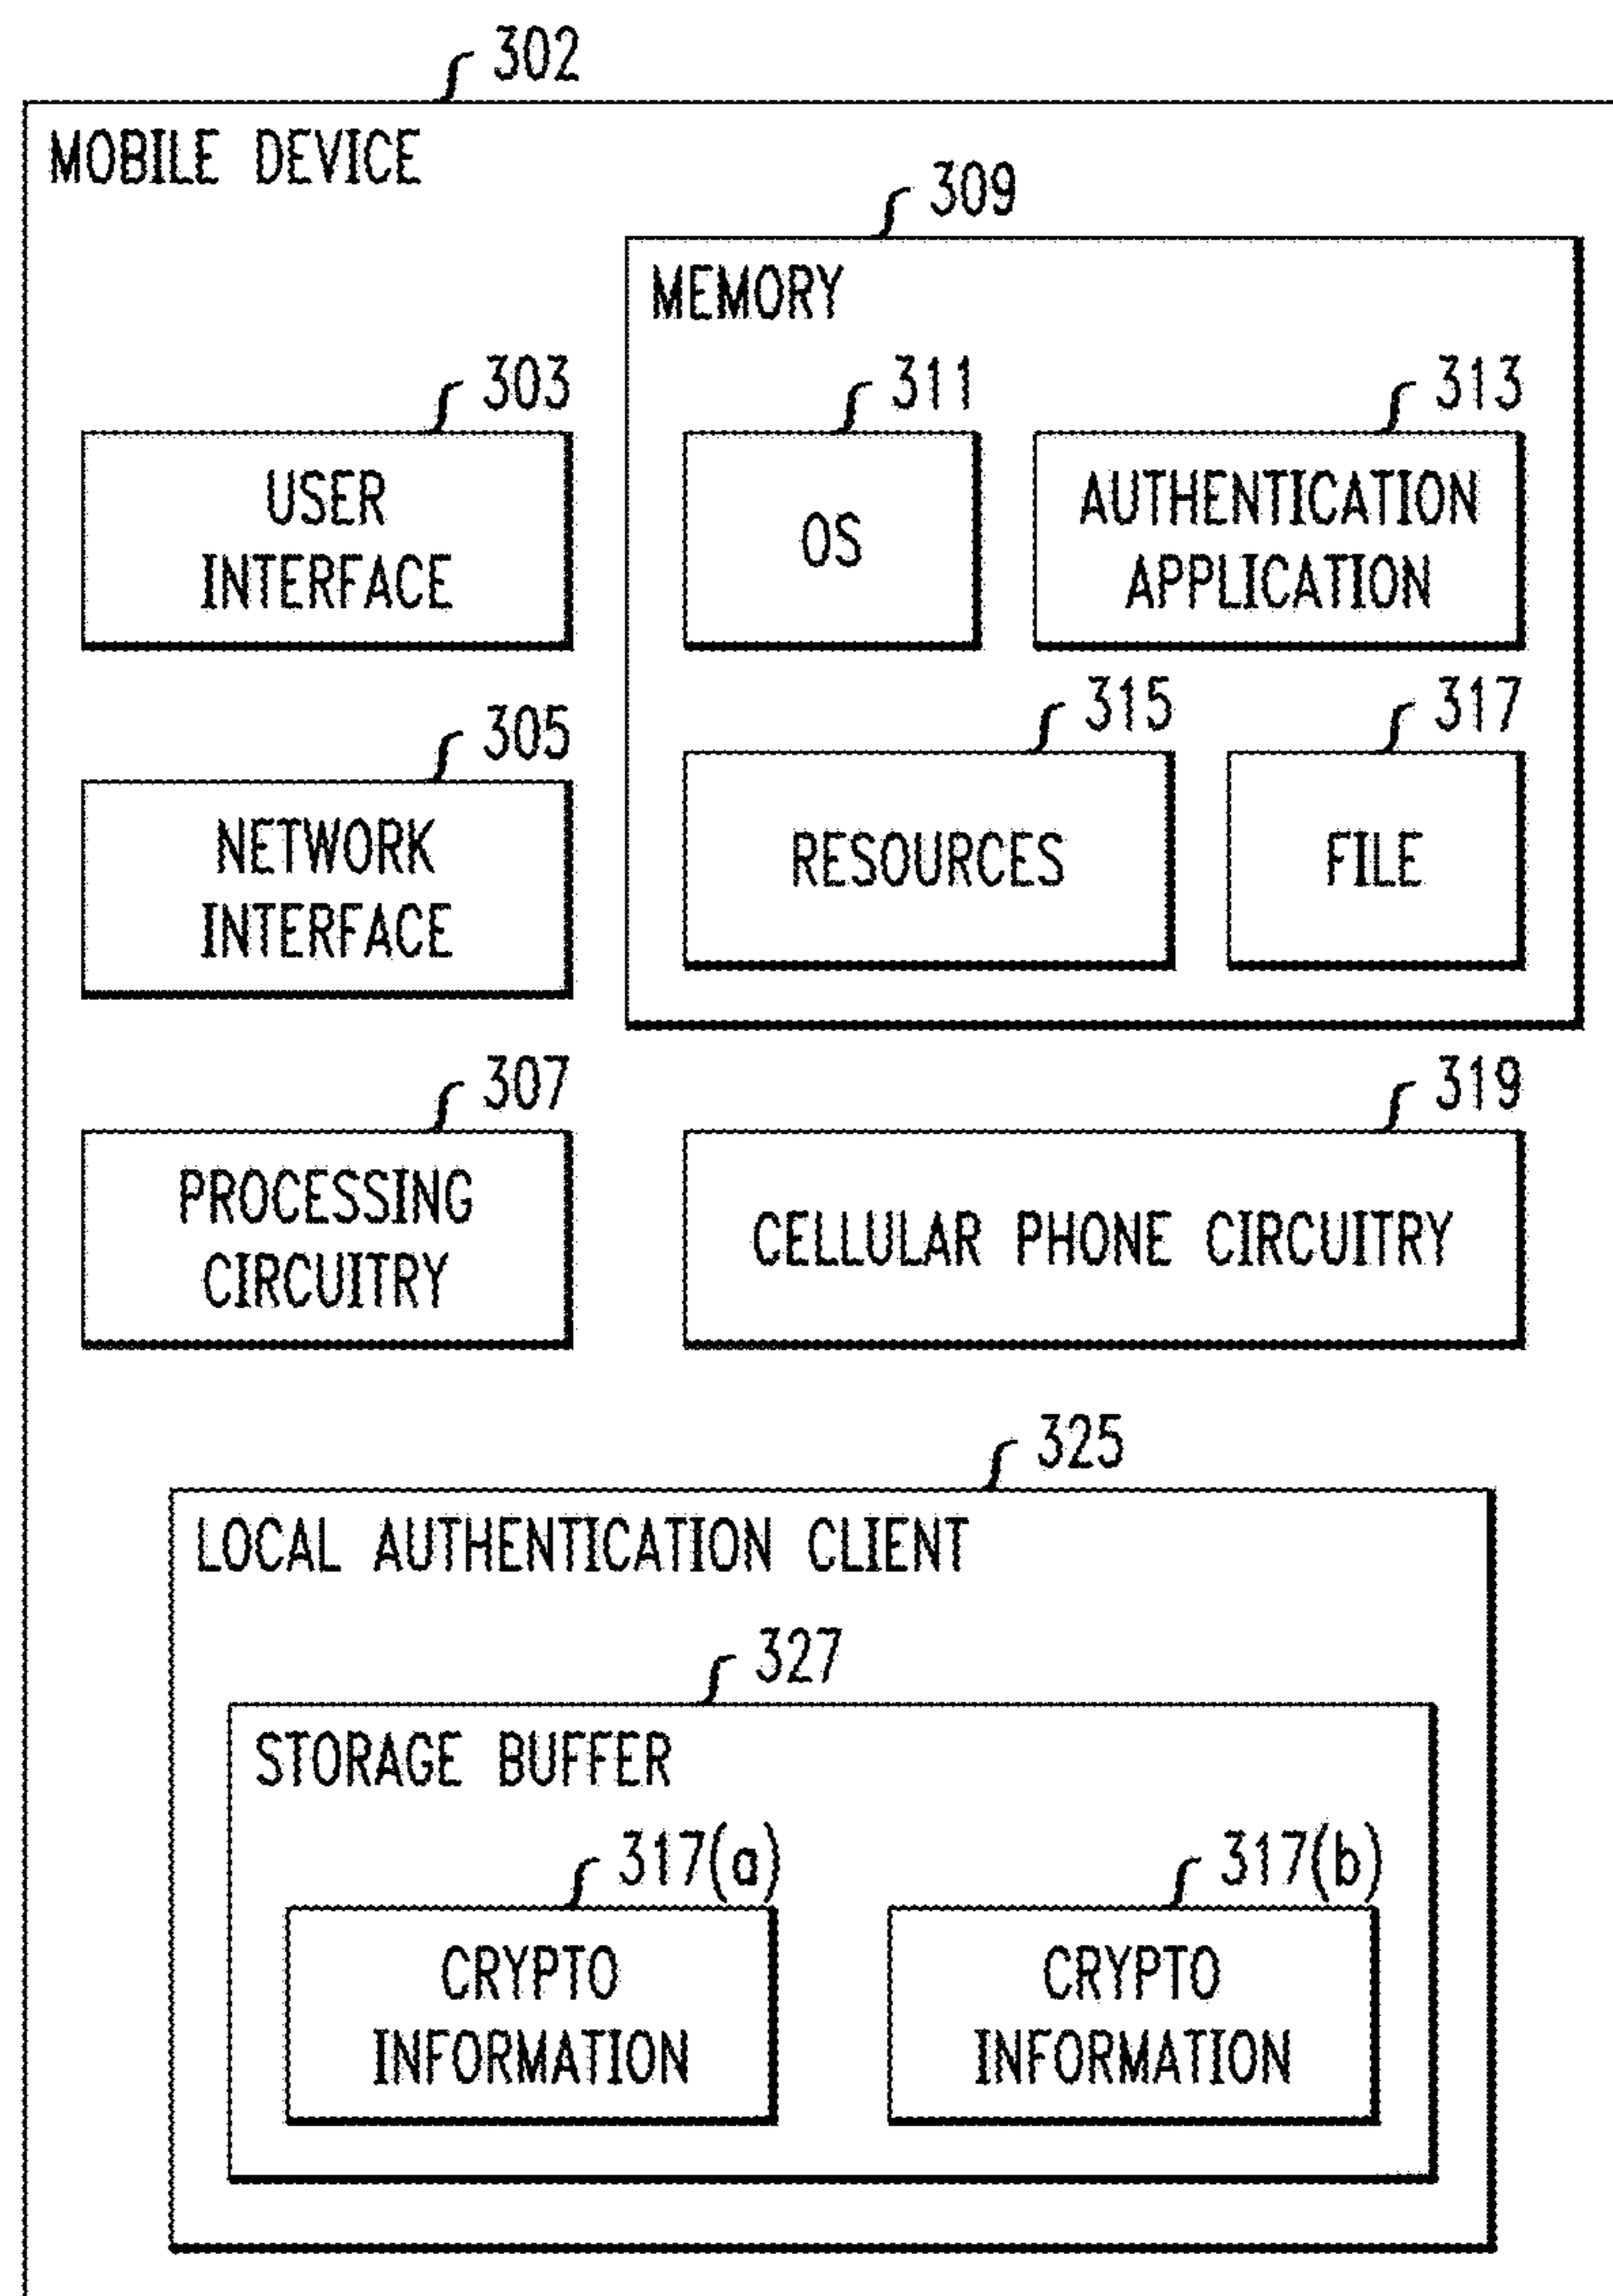 302
MOBILE DEVICE
309
MEMORY
303
311
313
USER
INTERFACE
OS
AUTHENTICATION
APPLICATION
305
315
317
NETWORK
INTERFACE
RESOURCES
FILE
307
319
PROCESSING
CIRCUITRY
CELLULAR PHONE CIRCUITRY
325
LOCAL AUTHENTICATION CLIENT
327
STORAGE BUFFER
317(a)
317(b)
CRYPTO
INFORMATION
CRYPTO
INFORMATION